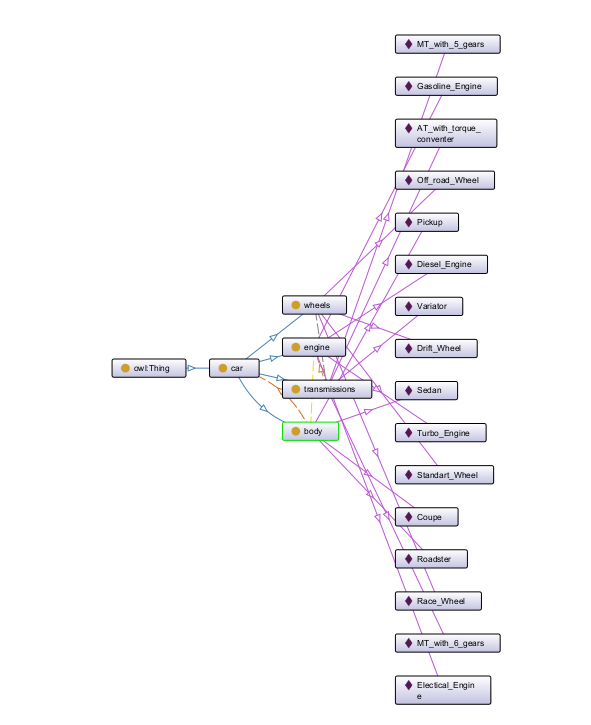 MT_with_5_gears
Gasoline_Engine
AT_with_torque_
conventer
Off_road_Wheel
Pickup
Diesel_Engine
wheels
Variator
engine
Drift_Wheel
owl:Thing
car
transmissions
Sedan
body
Turbo_Engine
Standart_Wheel
Coupe
Roadster
Race_Wheel
MT_with_6_gears
Electical_Engin
e